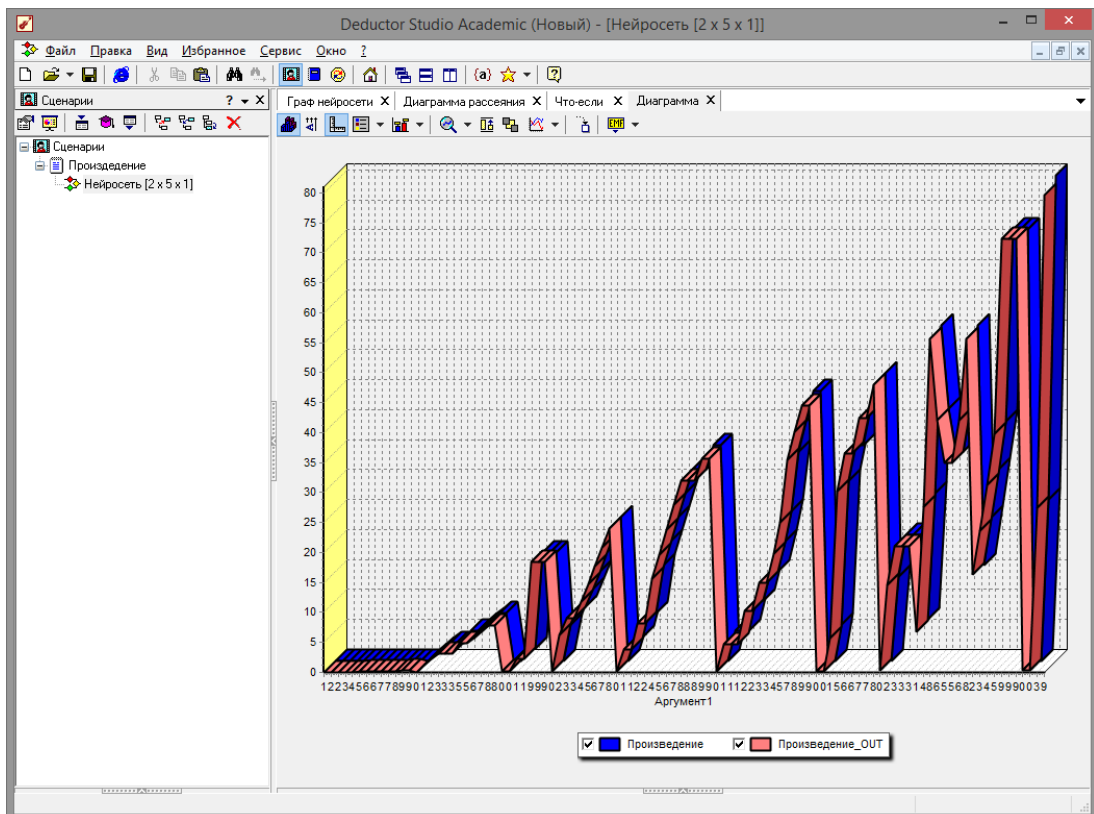 Deductor Studio Academic (Новый) - [Нейросеть [2 x 5 x 1]]
Файл Правка Вид Избранное Сервис Окно ?
Сценарии ?
Граф нейросети X Диаграмма рассеяния X Что-если X Диаграмма X
Сценарии
Произдедение
Нейросеть [2 x 5 x 1]
80
75
70
65
60
55
50
45
40
35
30
25
20
15
10
5
0
Аргумент1
Произведение Произведение_OUT